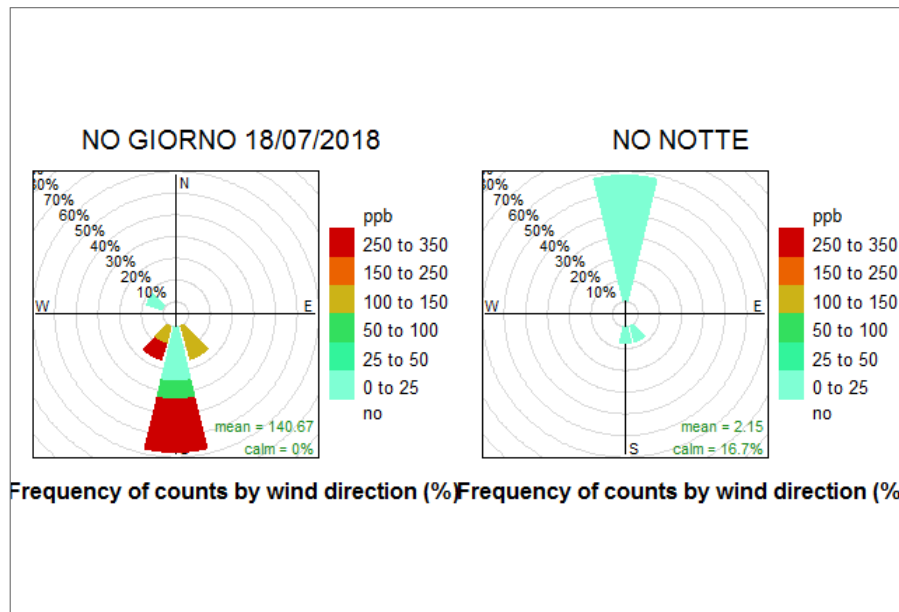 NO GIORNO 18/07/2018
N
80%
70%
60%
50%
40%
30%
20%
10%
W
E
mean = 140.67
calm = 0%
ppb
250 to 350
150 to 250
100 to 150
50 to 100
25 to 50
0 to 25
no
Frequency of counts by wind direction (%)
NO NOTTE
70%
60%
50%
40%
30%
20%
10%
W
E
S
mean = 2.15
calm = 16.7%
ppb
250 to 350
150 to 250
100 to 150
50 to 100
25 to 50
0 to 25
no
Frequency of counts by wind direction (%